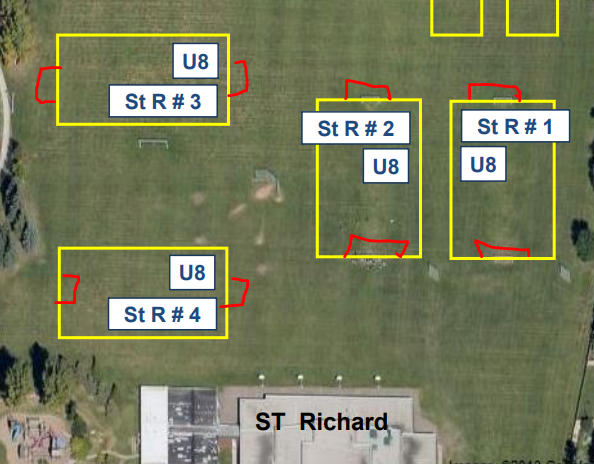 U8
St R # 3
St R # 2
U8
St R # 1
U8
U8
St R # 4
ST Richard